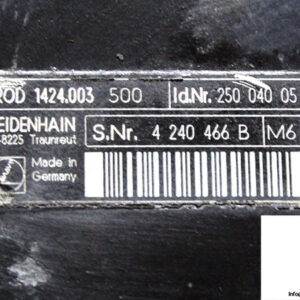 ROD 1424.003 500 Id.Nr. 250 040 05
EIDENHAIN
-8225 Traunreut
S.Nr. 4 240 466 B M6
Made in
Germany